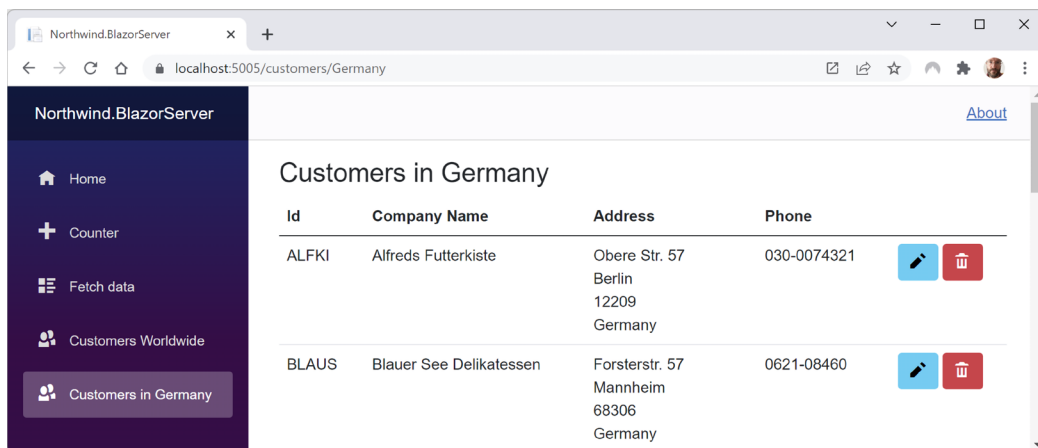 Northwind.BlazorServer
localhost:5005/customers/Germany
Northwind.BlazorServer
About
Home
Counter
Fetch data
Customers Worldwide
Customers in Germany
Customers in Germany
Id Company Name Address Phone
ALFKI Alfreds Futterkiste Obere Str. 57 030-0074321
Berlin
12209
Germany
BLAUS Blauer See Delikatessen Forsterstr. 57 0621-08460
Mannheim
68306
Germany